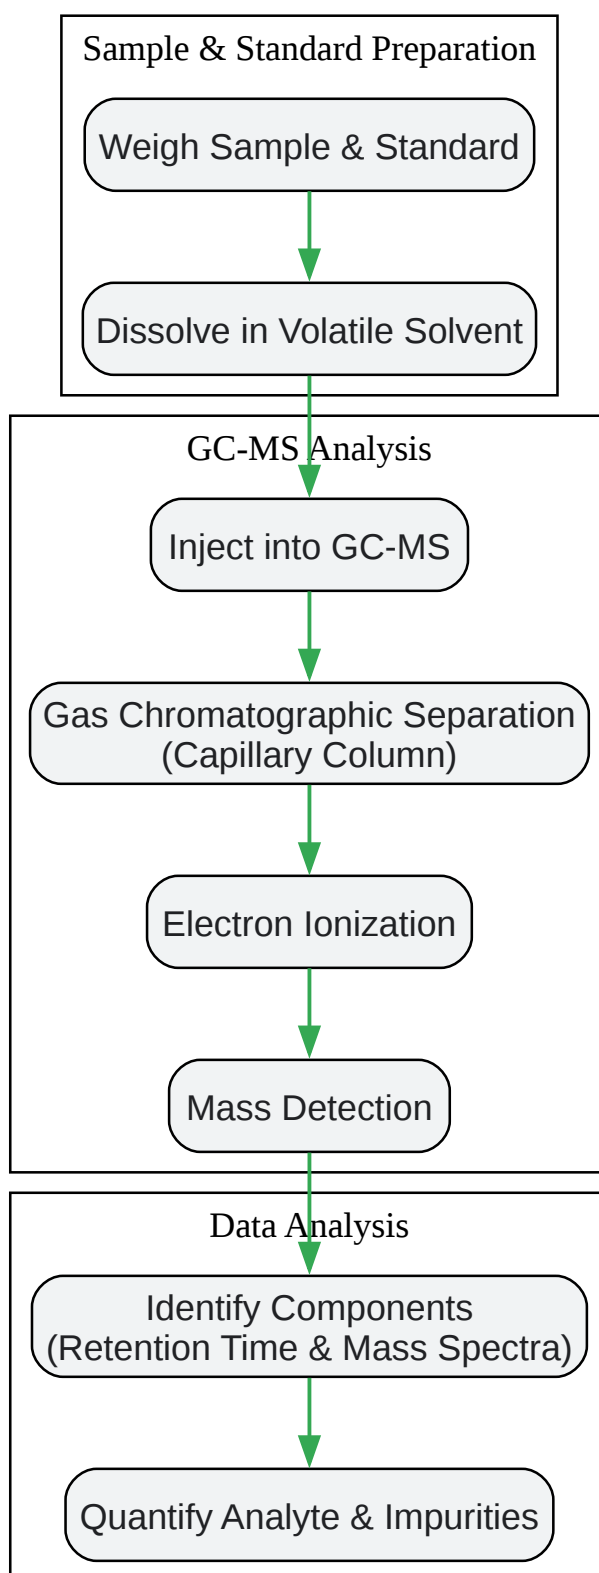 Sample & Standard Preparation
Weigh Sample & Standard
Dissolve in Volatile Solvent
GC-MS Analysis
Inject into GC-MS
Gas Chromatographic Separation
(Capillary Column)
Electron Ionization
Mass Detection
Data Analysis
Identify Components
(Retention Time & Mass Spectra)
Quantify Analyte & Impurities